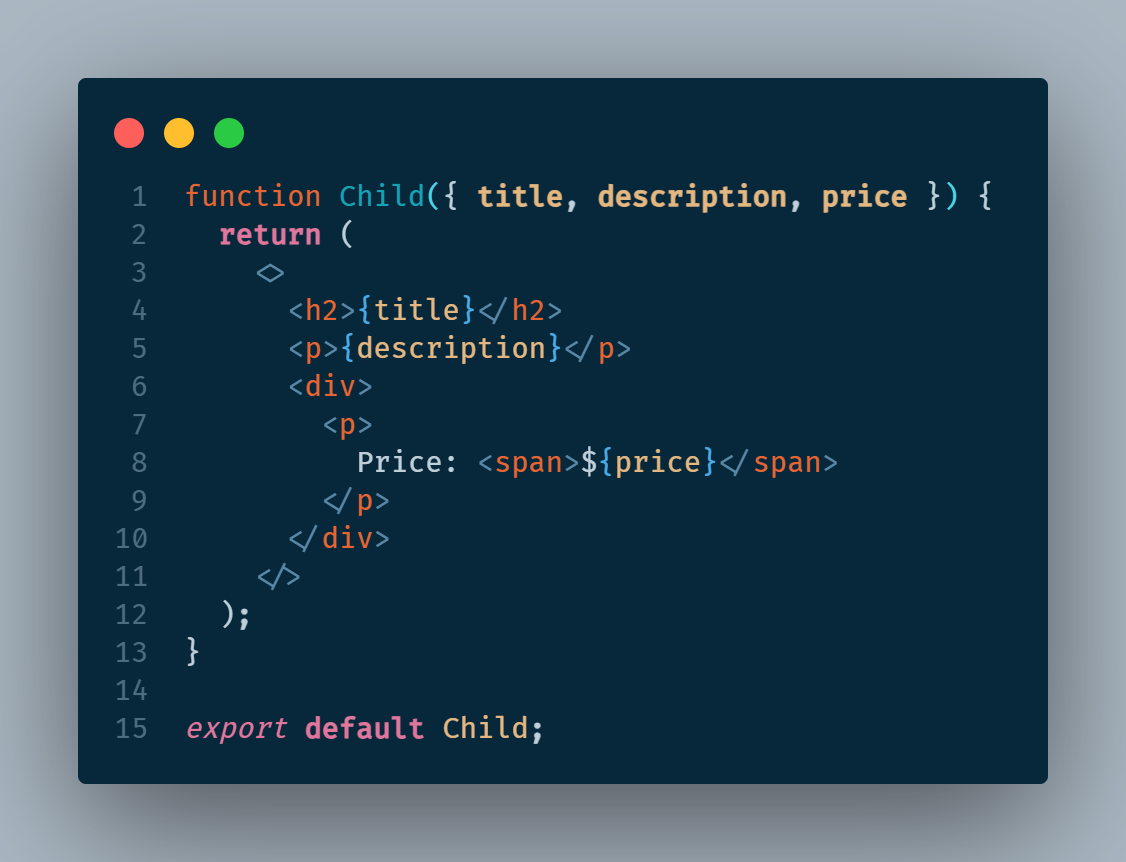 1 function Child({ title, description, price }) {
2   return (
3     <>
4       <h2>{title}</h2>
5       <p>{description}</p>
6       <div>
7         <p>
8           Price: <span>${price}</span>
9         </p>
10       </div>
11     </>
12   );
13 }
14
15 export default Child;